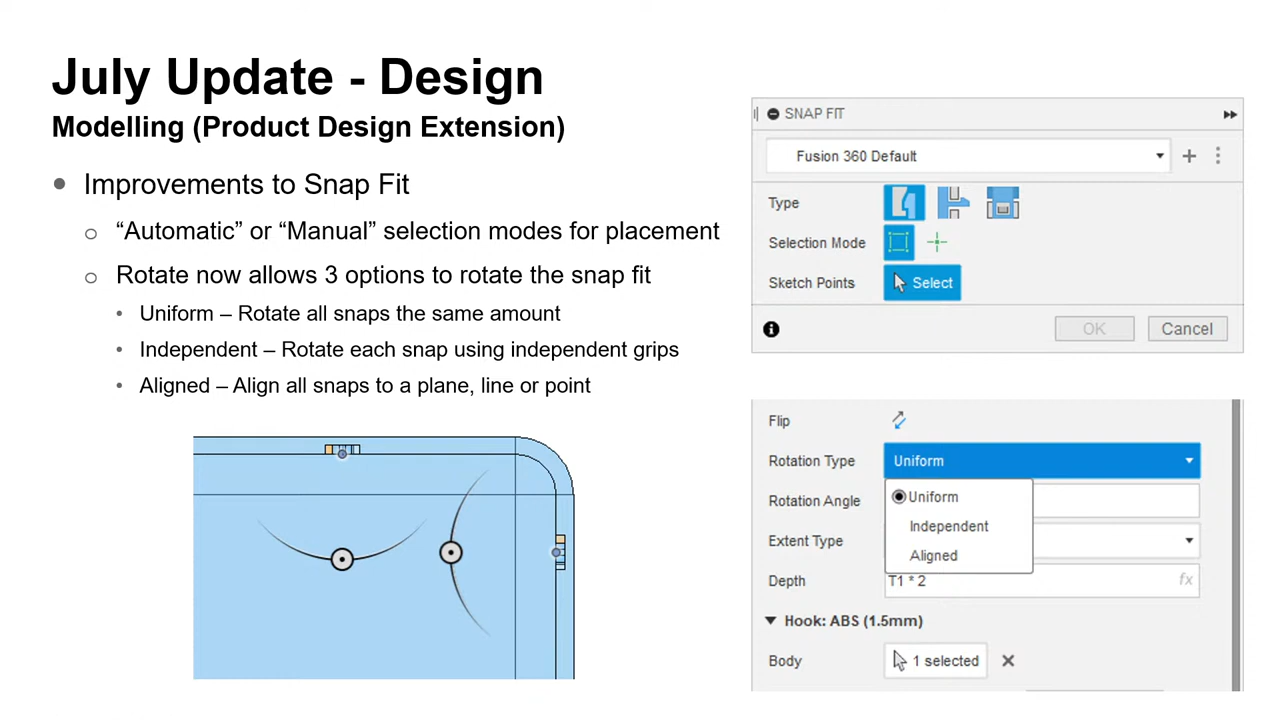 July Update - Design
Modelling (Product Design Extension)
Improvements to Snap Fit
“Automatic” or “Manual” selection modes for placement
Rotate now allows 3 options to rotate the snap fit
Uniform – Rotate all snaps the same amount
Independent – Rotate each snap using independent grips
Aligned – Align all snaps to a plane, line or point
SNAP FIT
Fusion 360 Default
Type
Selection Mode
Sketch Points Select
OK Cancel
Flip
Rotation Type Uniform
Uniform
Rotation Angle
Independent
Extent Type
Aligned
Depth T1 * 2 fx
Hook: ABS (1.5mm)
Body 1 selected